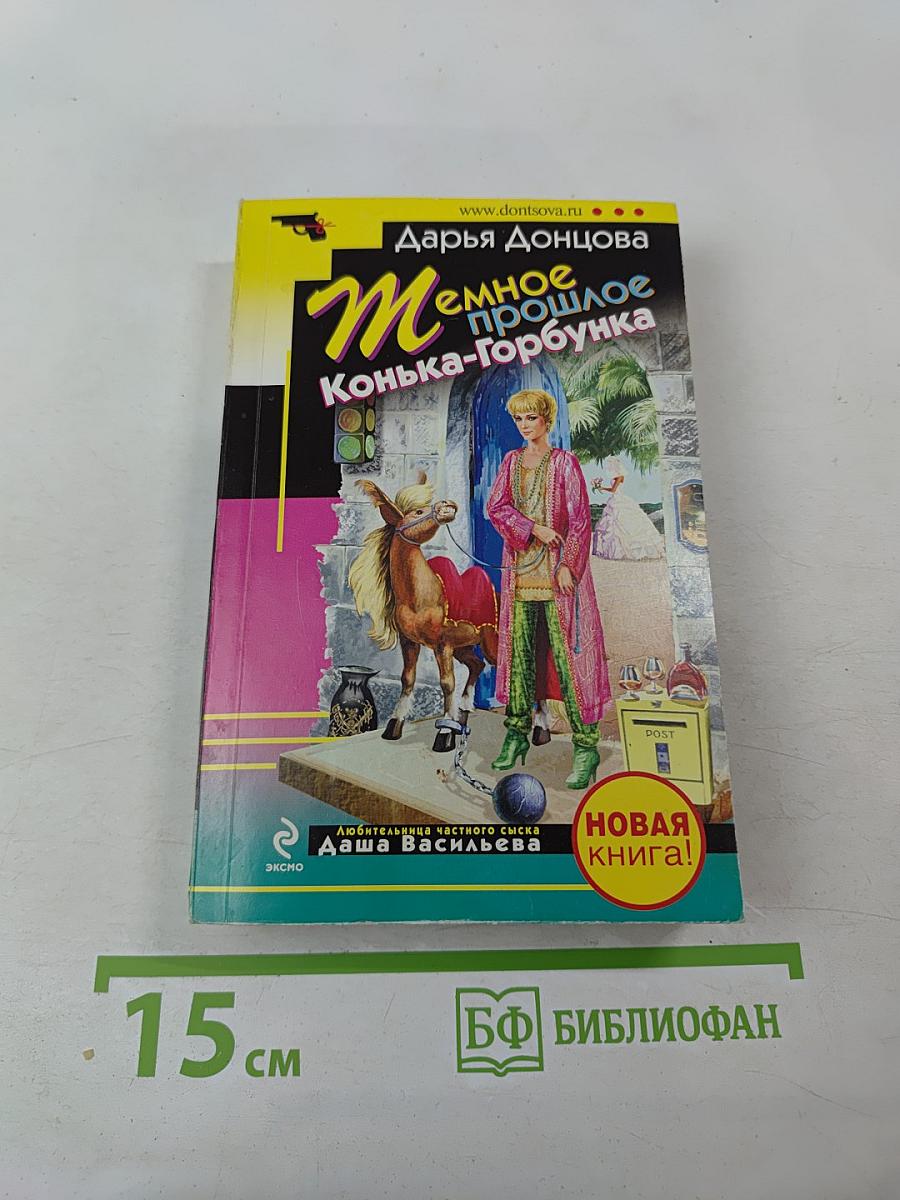 www.dontsova.ru
Дарья Донцова
Темное
прошлое
Конька-Горбунка
POST
Любительница частного сыска
Даша Васильева
эксмо
НОВАЯ
книга!
15 см
БФ БИБЛИОФАН